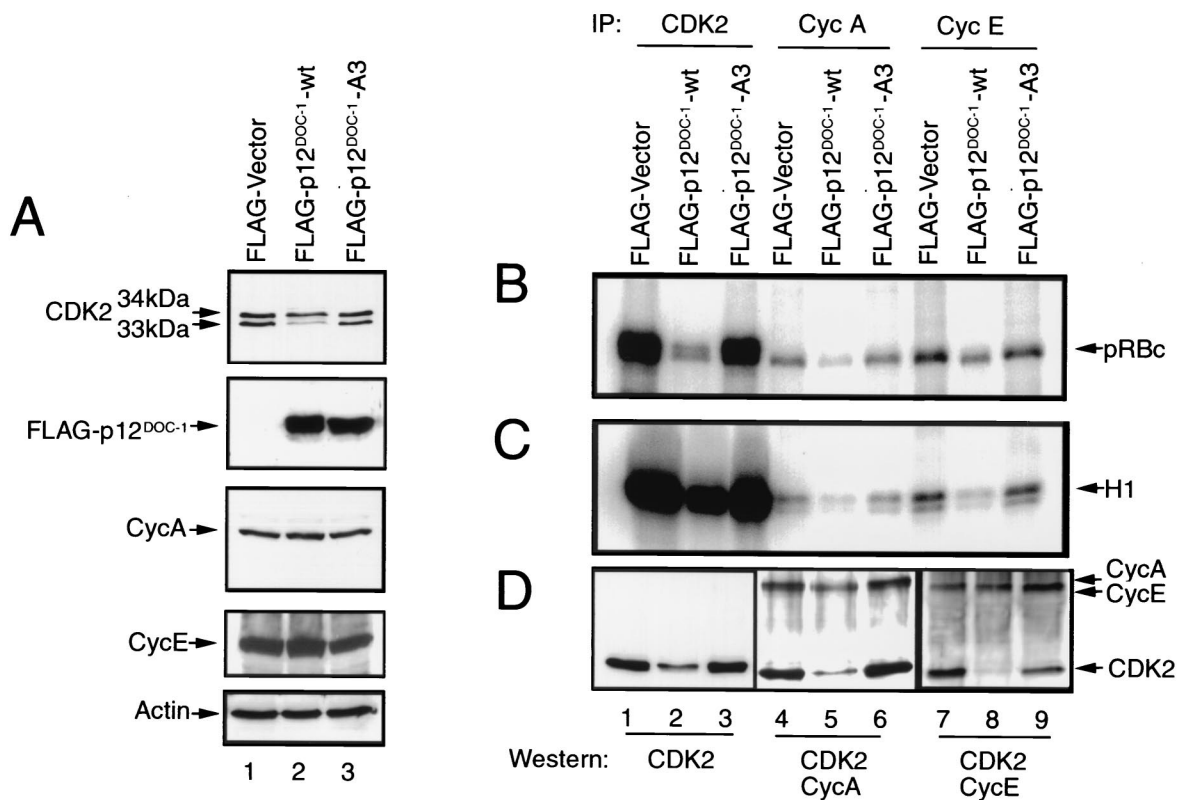 A
FLAG-Vector
FLAG-p12DOC-1-wt
FLAG-p12DOC-1-A3
CDK2
34kDa
33kDa
FLAG-p12DOC-1
CycA
CycE
Actin
1 2 3
IP: CDK2 Cyc A Cyc E
FLAG-Vector
FLAG-p12DOC-1-wt
FLAG-p12DOC-1-A3
FLAG-Vector
FLAG-p12DOC-1-wt
FLAG-p12DOC-1-A3
FLAG-Vector
FLAG-p12DOC-1-wt
FLAG-p12DOC-1-A3
B
pRBc
C
H1
D
CycA
CycE
CDK2
1 2 3 4 5 6 7 8 9
Western: CDK2 CDK2 CDK2
CycA CycE